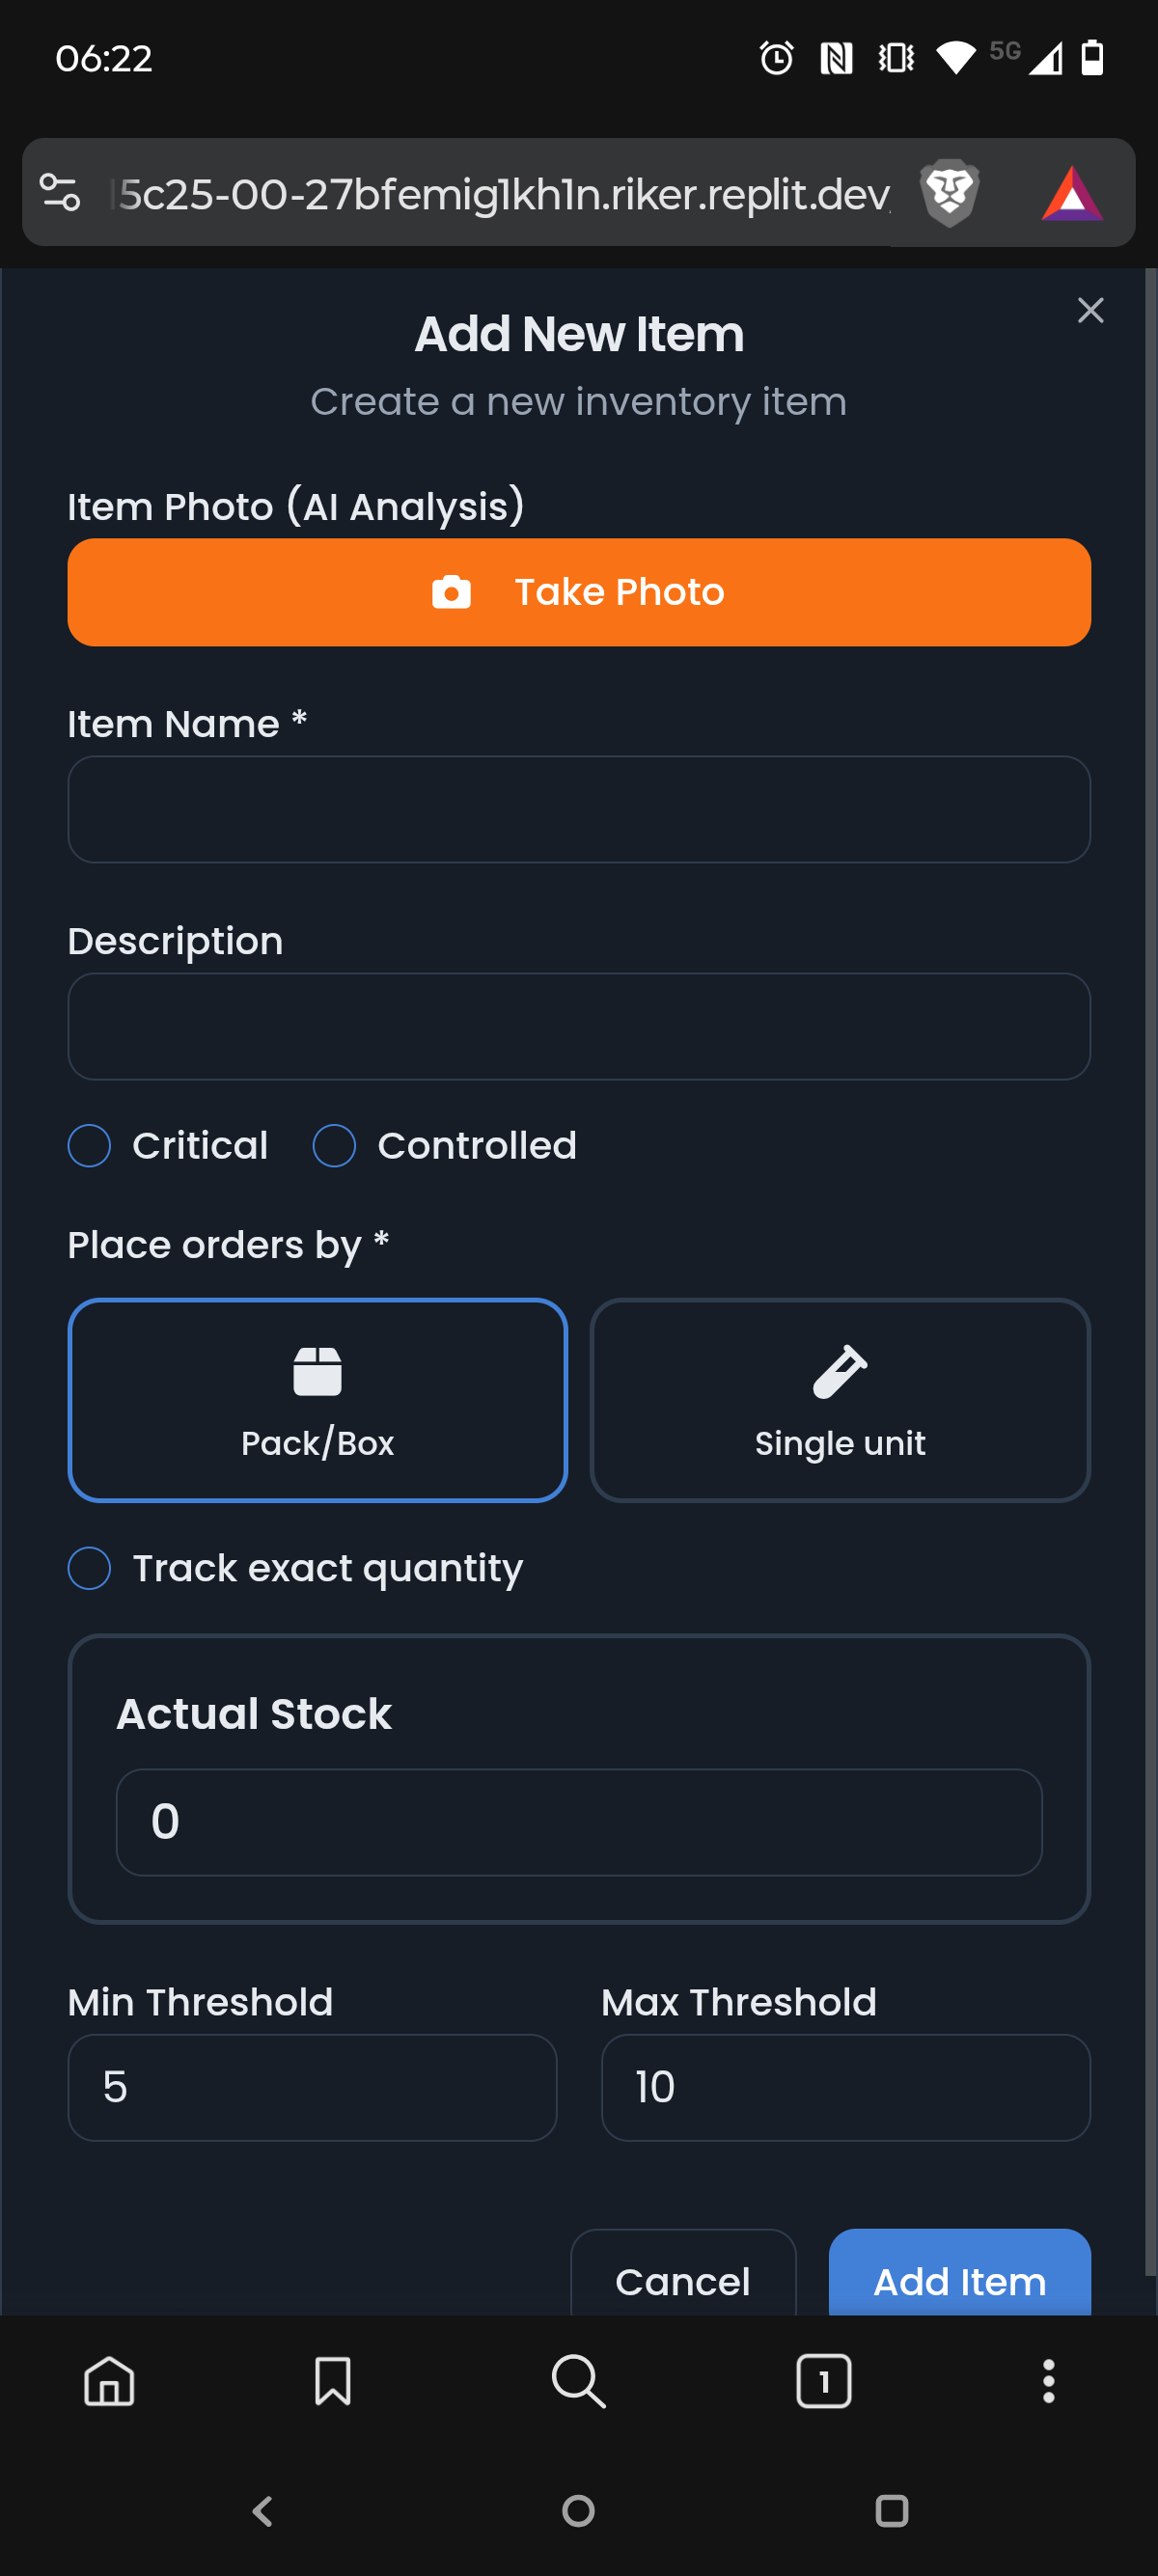 06:22
5G
5c25-00-27bfemig1kh1n.riker.replit.dev
Add New Item
Create a new inventory item
Item Photo (AI Analysis)
Take Photo
Item Name *
Description
Critical Controlled
Place orders by *
Pack/Box Single unit
Track exact quantity
Actual Stock
0
Min Threshold Max Threshold
5 10
Cancel Add Item
1